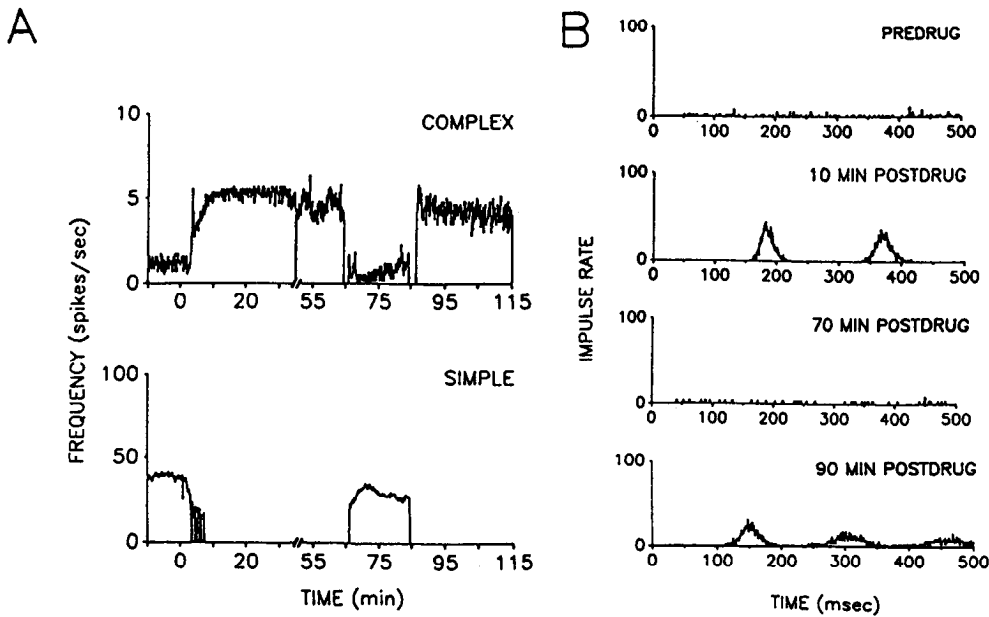 A
COMPLEX
10
5
0
0 20 55 75 95 115
SIMPLE
100
50
0
0 20 55 75 95 115
FREQUENCY (spikes/sec)
TIME (min)
B
PREDRUG
100
0
0 100 200 300 400 500
10 MIN POSTDRUG
100
0
0 100 200 300 400 500
70 MIN POSTDRUG
100
0
0 100 200 300 400 500
90 MIN POSTDRUG
100
0
0 100 200 300 400 500
IMPULSE RATE
TIME (msec)